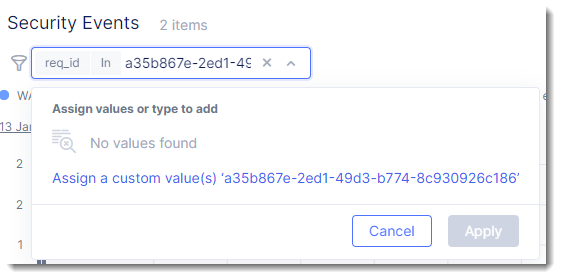 Security Events 2 items
req_id In a35b867e-2ed1-49
WA
Assign values or type to add
13 Jan
No values found
2
Assign a custom value(s) ‘a35b867e-2ed1-49d3-b774-8c930926c186’
2
Cancel Apply
1